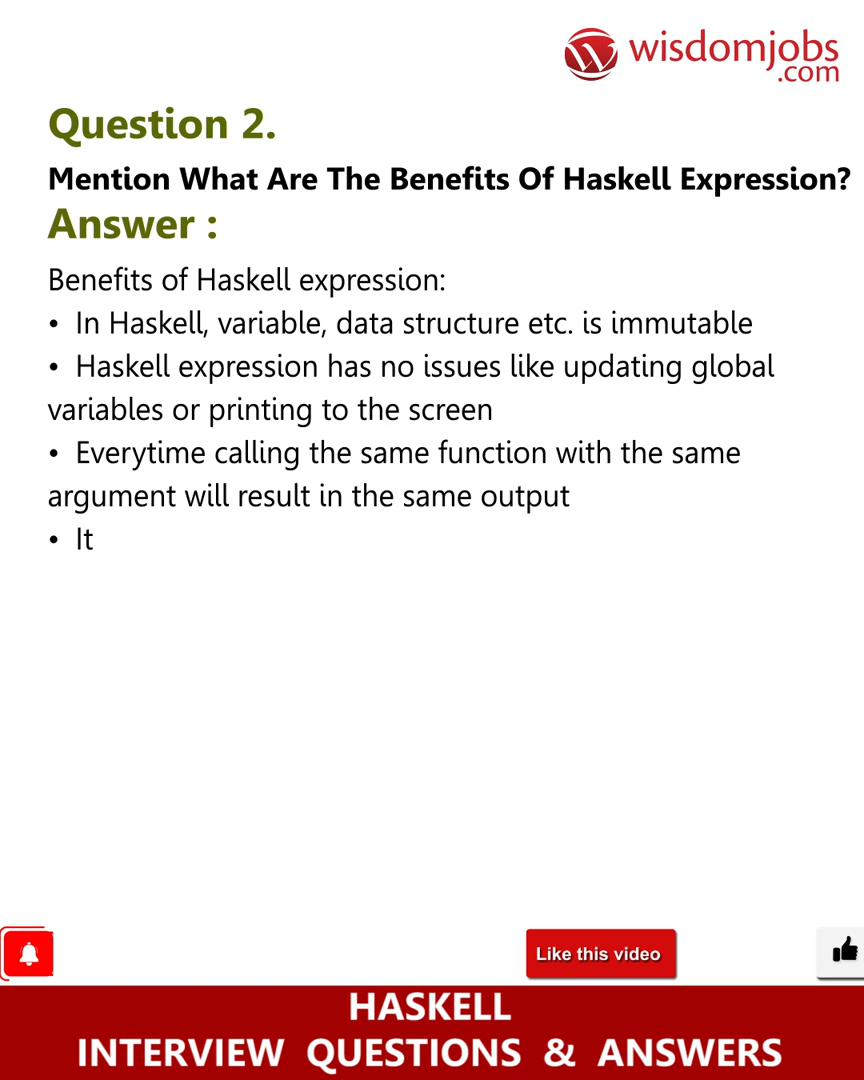 wisdomjobs
.com
Question 2.
Mention What Are The Benefits Of Haskell Expression?
Answer :
Benefits of Haskell expression:
• In Haskell, variable, data structure etc. is immutable
• Haskell expression has no issues like updating global
variables or printing to the screen
• Everytime calling the same function with the same
argument will result in the same output
• It
Like this video
HASKELL
INTERVIEW QUESTIONS & ANSWERS